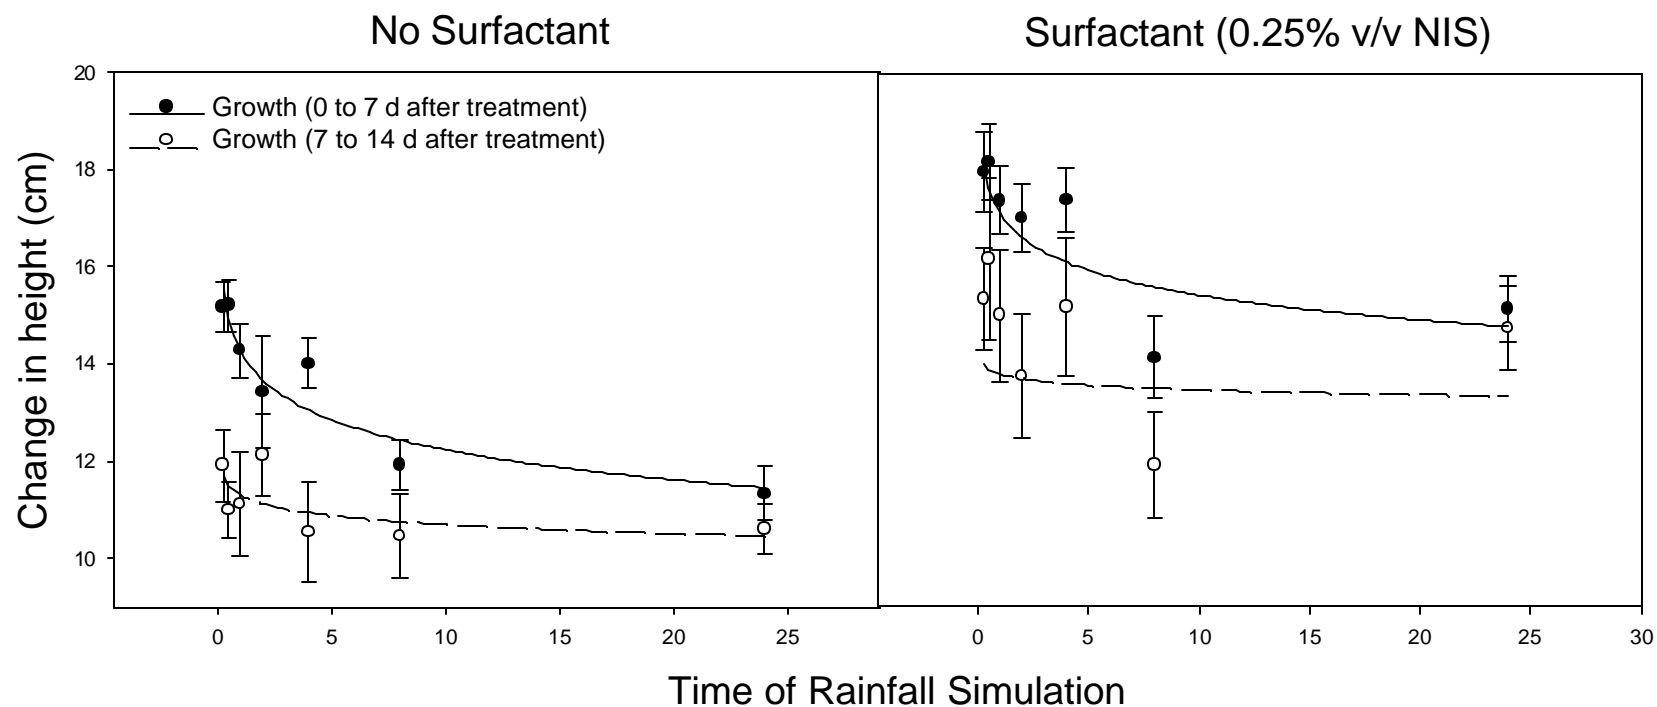 No Surfactant
Surfactant (0.25% v/v NIS)
Growth (0 to 7 d after treatment)
Growth (7 to 14 d after treatment)
Change in height (cm)
20
18
16
14
12
10
0 5 10 15 20 25
0 5 10 15 20 25 30
Time of Rainfall Simulation